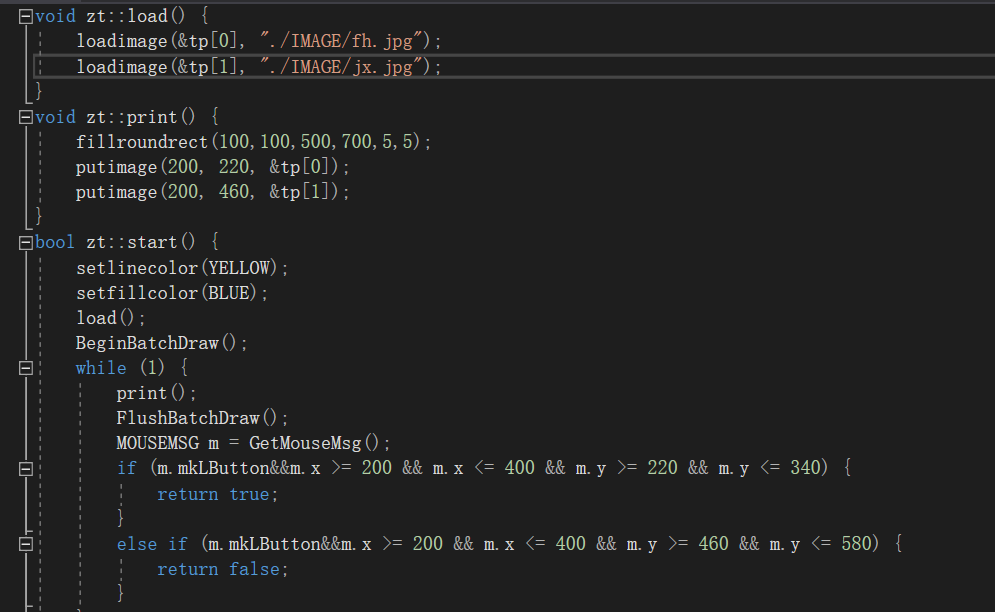 void zt::load() {
loadimage(&tp[0], "./IMAGE/fh.jpg");
loadimage(&tp[1], "./IMAGE/jx.jpg");
}
void zt::print() {
fillroundrect(100,100,500,700,5,5);
putimage(200, 220, &tp[0]);
putimage(200, 460, &tp[1]);
}
bool zt::start() {
setlinecolor(YELLOW);
setfillcolor(BLUE);
load();
BeginBatchDraw();
while (1) {
print();
FlushBatchDraw();
MOUSEMSG m = GetMouseMsg();
if (m.mkLButton&&m.x >= 200 && m.x <= 400 && m.y >= 220 && m.y <= 340) {
return true;
}
else if (m.mkLButton&&m.x >= 200 && m.x <= 400 && m.y >= 460 && m.y <= 580) {
return false;
}